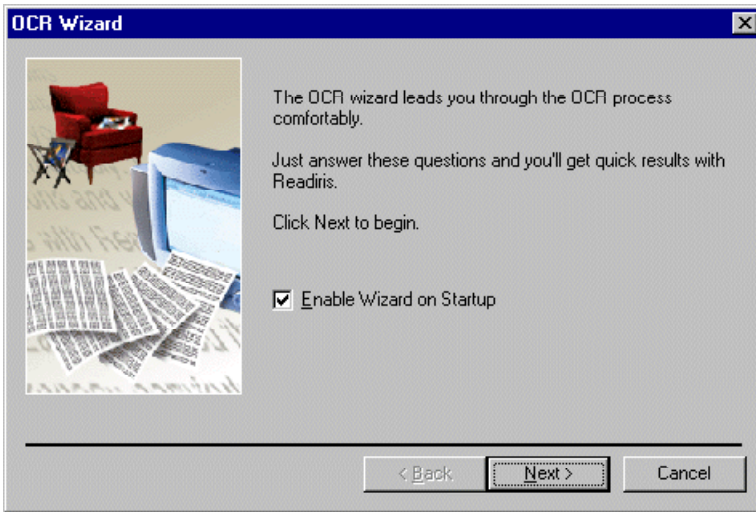 OCR Wizard
The OCR wizard leads you through the OCR process
comfortably.
Just answer these questions and you'll get quick results with
Readiris.
Click Next to begin.
Enable Wizard on Startup
< Back
Next >
Cancel